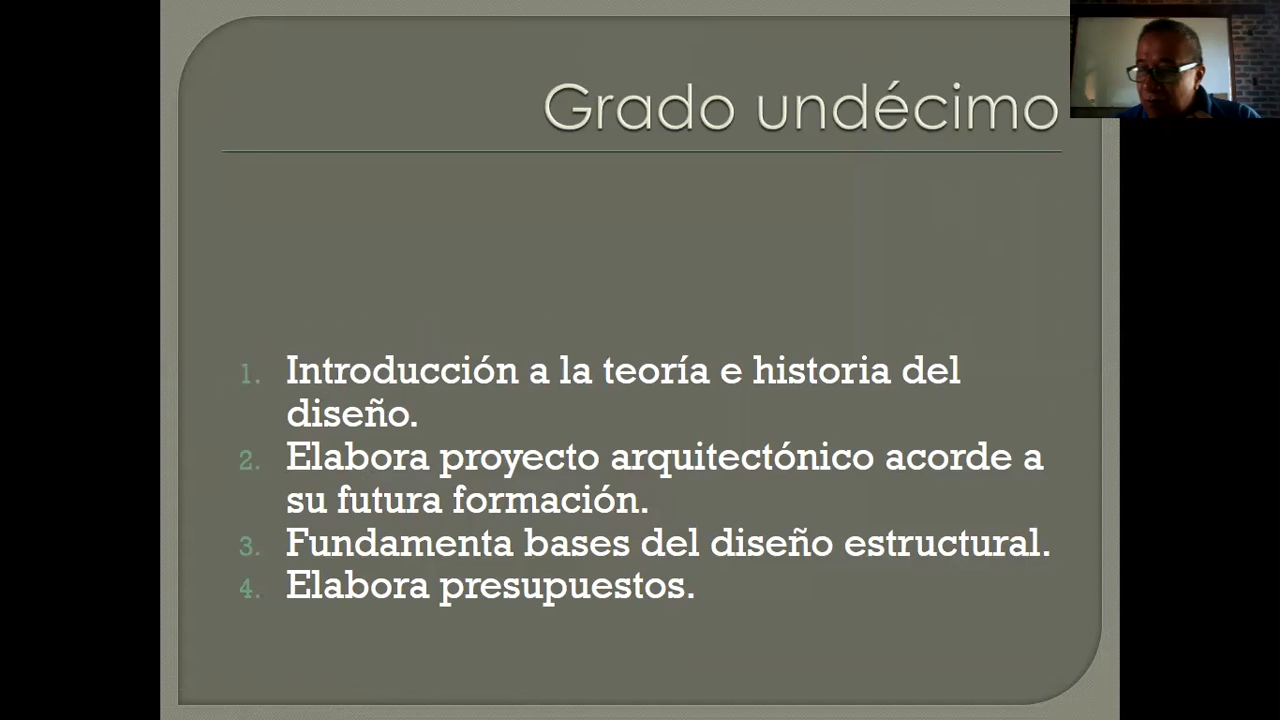 Grado undécimo
1. Introducción a la teoría e historia del
diseño.
2. Elabora proyecto arquitectónico acorde a
su futura formación.
3. Fundamenta bases del diseño estructural.
4. Elabora presupuestos.